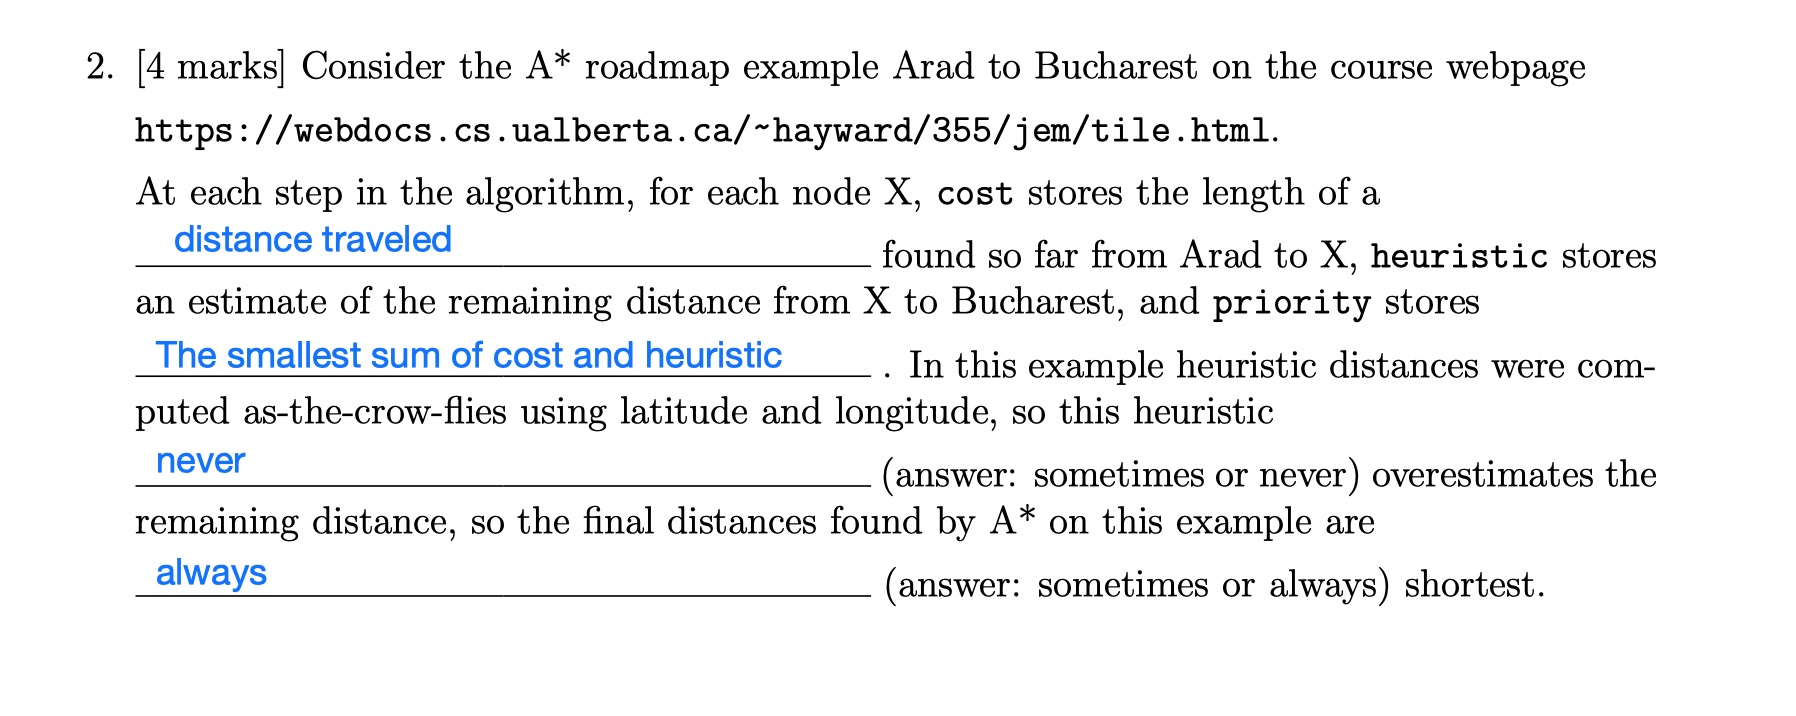 2. [4 marks] Consider the A* roadmap example Arad to Bucharest on the course webpage
https://webdocs.cs.ualberta.ca/~hayward/355/jem/tile.html.
At each step in the algorithm, for each node X, cost stores the length of a
distance traveled found so far from Arad to X, heuristic stores
an estimate of the remaining distance from X to Bucharest, and priority stores
The smallest sum of cost and heuristic . In this example heuristic distances were com-
puted as-the-crow-flies using latitude and longitude, so this heuristic
never (answer: sometimes or never) overestimates the
remaining distance, so the final distances found by A* on this example are
always (answer: sometimes or always) shortest.